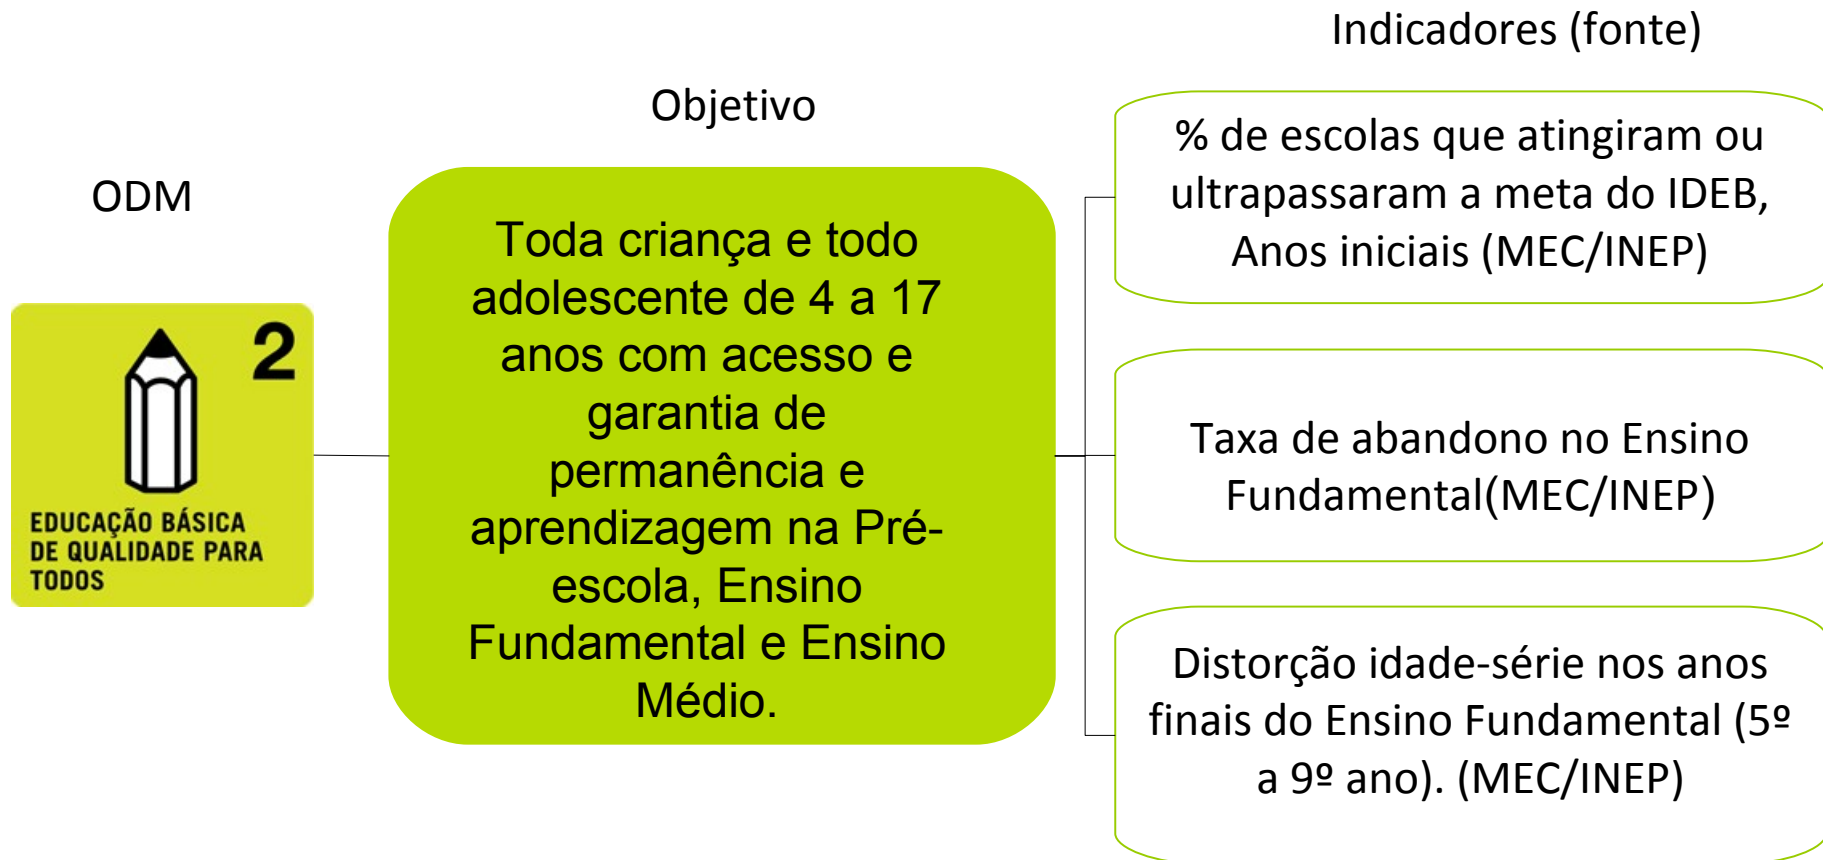 Indicadores (fonte)
Objetivo
ODM
2
EDUCAÇÃO BÁSICA
DE QUALIDADE PARA
TODOS
Toda criança e todo
adolescente de 4 a 17
anos com acesso e
garantia de
permanência e
aprendizagem na Pré-
escola, Ensino
Fundamental e Ensino
Médio.
% de escolas que atingiram ou
ultrapassaram a meta do IDEB,
Anos iniciais (MEC/INEP)
Taxa de abandono no Ensino
Fundamental(MEC/INEP)
Distorção idade-série nos anos
finais do Ensino Fundamental (5º
a 9º ano). (MEC/INEP)